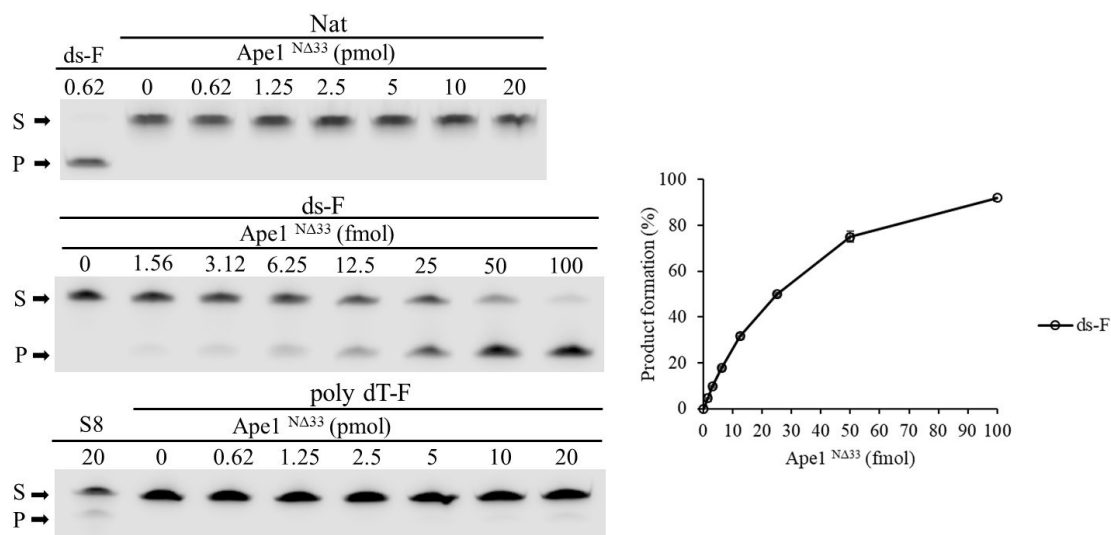 Nat
ds-F Ape1 NΔ33 (pmol)
0.62 0 0.62 1.25 2.5 5 10 20
S
P
ds-F
Ape1 NΔ33 (fmol)
0 1.56 3.12 6.25 12.5 25 50 100
S
P
poly dT-F
S8 Ape1 NΔ33 (pmol)
20 0 0.62 1.25 2.5 5 10 20
S
P
Product formation (%)
100
80
60
40
20
0
0 10 20 30 40 50 60 70 80 90 100
Ape1 NΔ33 (fmol)
ds-F